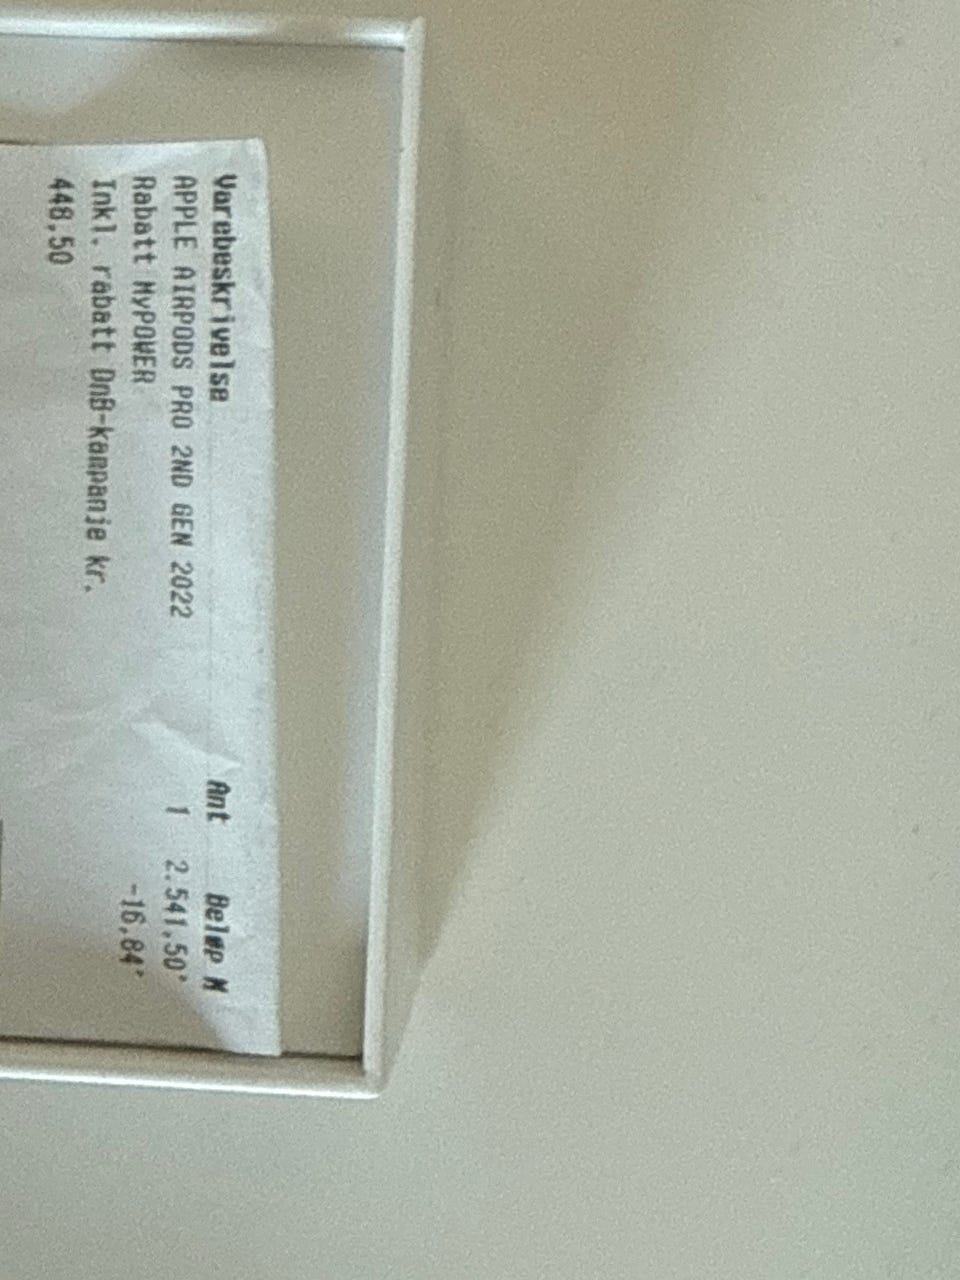 Varebeskrivelse Ant Beløp M
APPLE AIRPODS PRO 2ND GEN 2022 1 2.541,50*
Rabatt MyPOWER -16,84*
Inkl. rabatt DnB-kampanje kr.
448,50